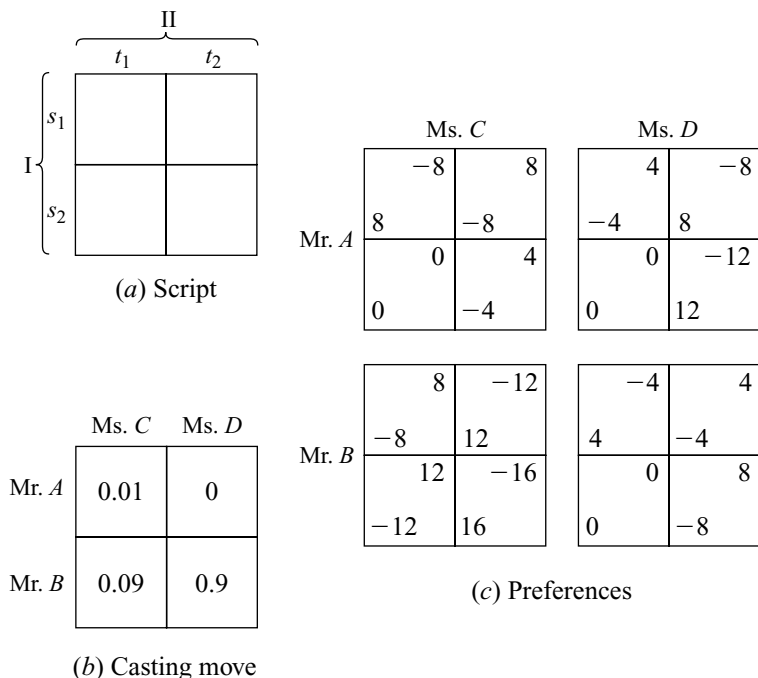 II
t₁ t₂
I
s₁
s₂
(a) Script
Ms. C Ms. D
Mr. A 0.01 0
Mr. B 0.09 0.9
(b) Casting move
Ms. C Ms. D
Mr. A
−8 8 4 −8
8 −8 −4 8
0 4 0 −12
0 −4 0 12
Mr. B
8 −12 −4 4
−8 12 4 −4
12 −16 0 8
−12 16 0 −8
(c) Preferences